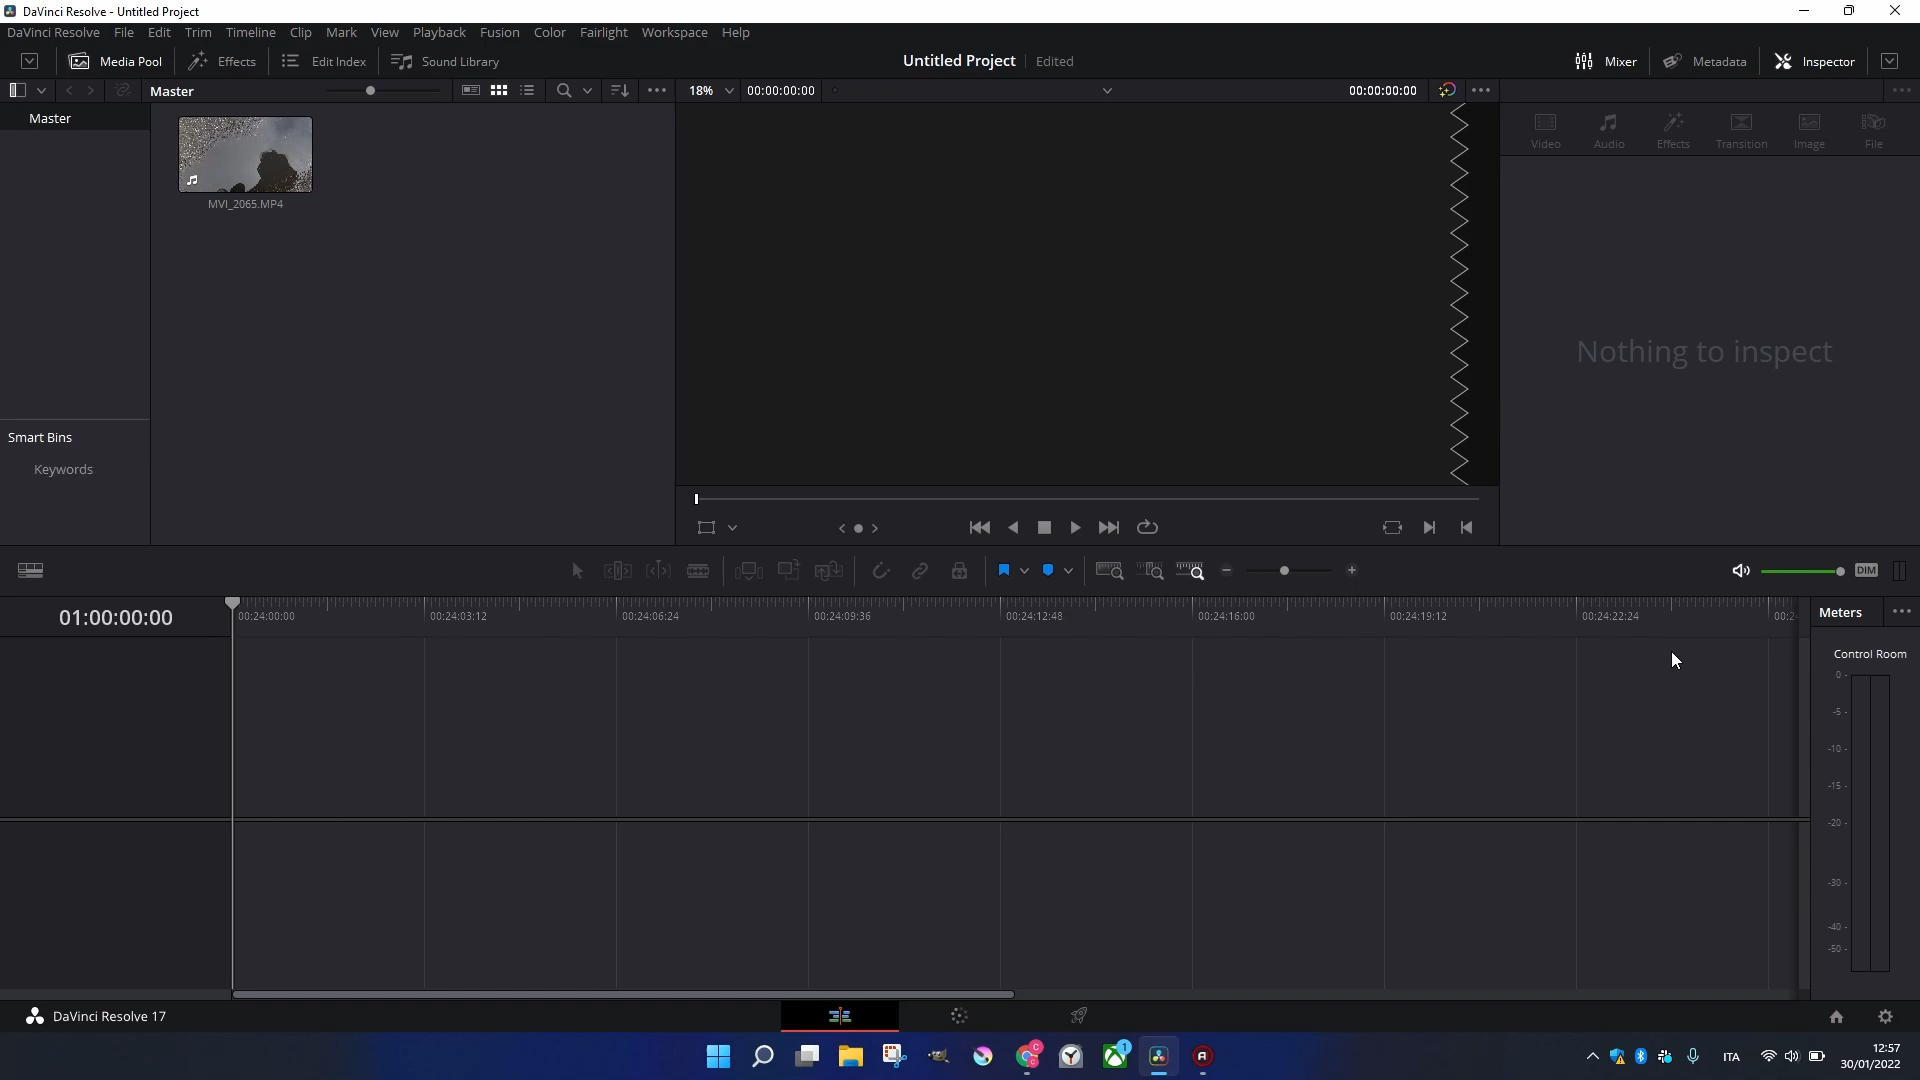 DaVinci Resolve - Untitled Project
DaVinci Resolve File Edit Trim Timeline Clip Mark View Playback Fusion Color Fairlight Workspace Help
Media Pool Effects Edit Index Sound Library Untitled Project Edited Mixer Metadata Inspector
Master 18% 00:00:00:00 00:00:00:00
Master
Video Audio Effects Transition Image File
MVI_2065.MP4
Nothing to inspect
Smart Bins
Keywords
DIM
01:00:00:00 00:24:00:00 00:24:03:12 00:24:06:24 00:24:09:36 00:24:12:48 00:24:16:00 00:24:19:12 00:24:22:24 00:2
Meters
Control Room
0
-5
-10
-15
-20
-30
-40
-50
DaVinci Resolve 17
C
1
ITA
12:57
30/01/2022